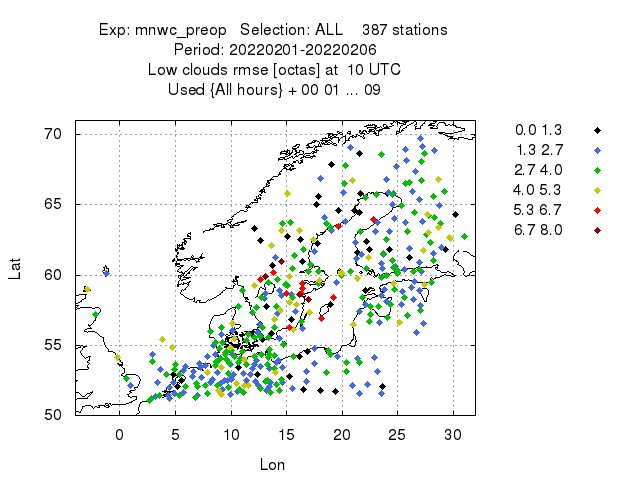 Exp: mnwc_preop   Selection: ALL    387 stations
Period: 20220201-20220206
Low clouds rmse [octas] at  10 UTC
Used {All hours} + 00 01 ... 09
70
65
60
55
50
Lat
0 5 10 15 20 25 30
Lon
0.0 1.3
1.3 2.7
2.7 4.0
4.0 5.3
5.3 6.7
6.7 8.0